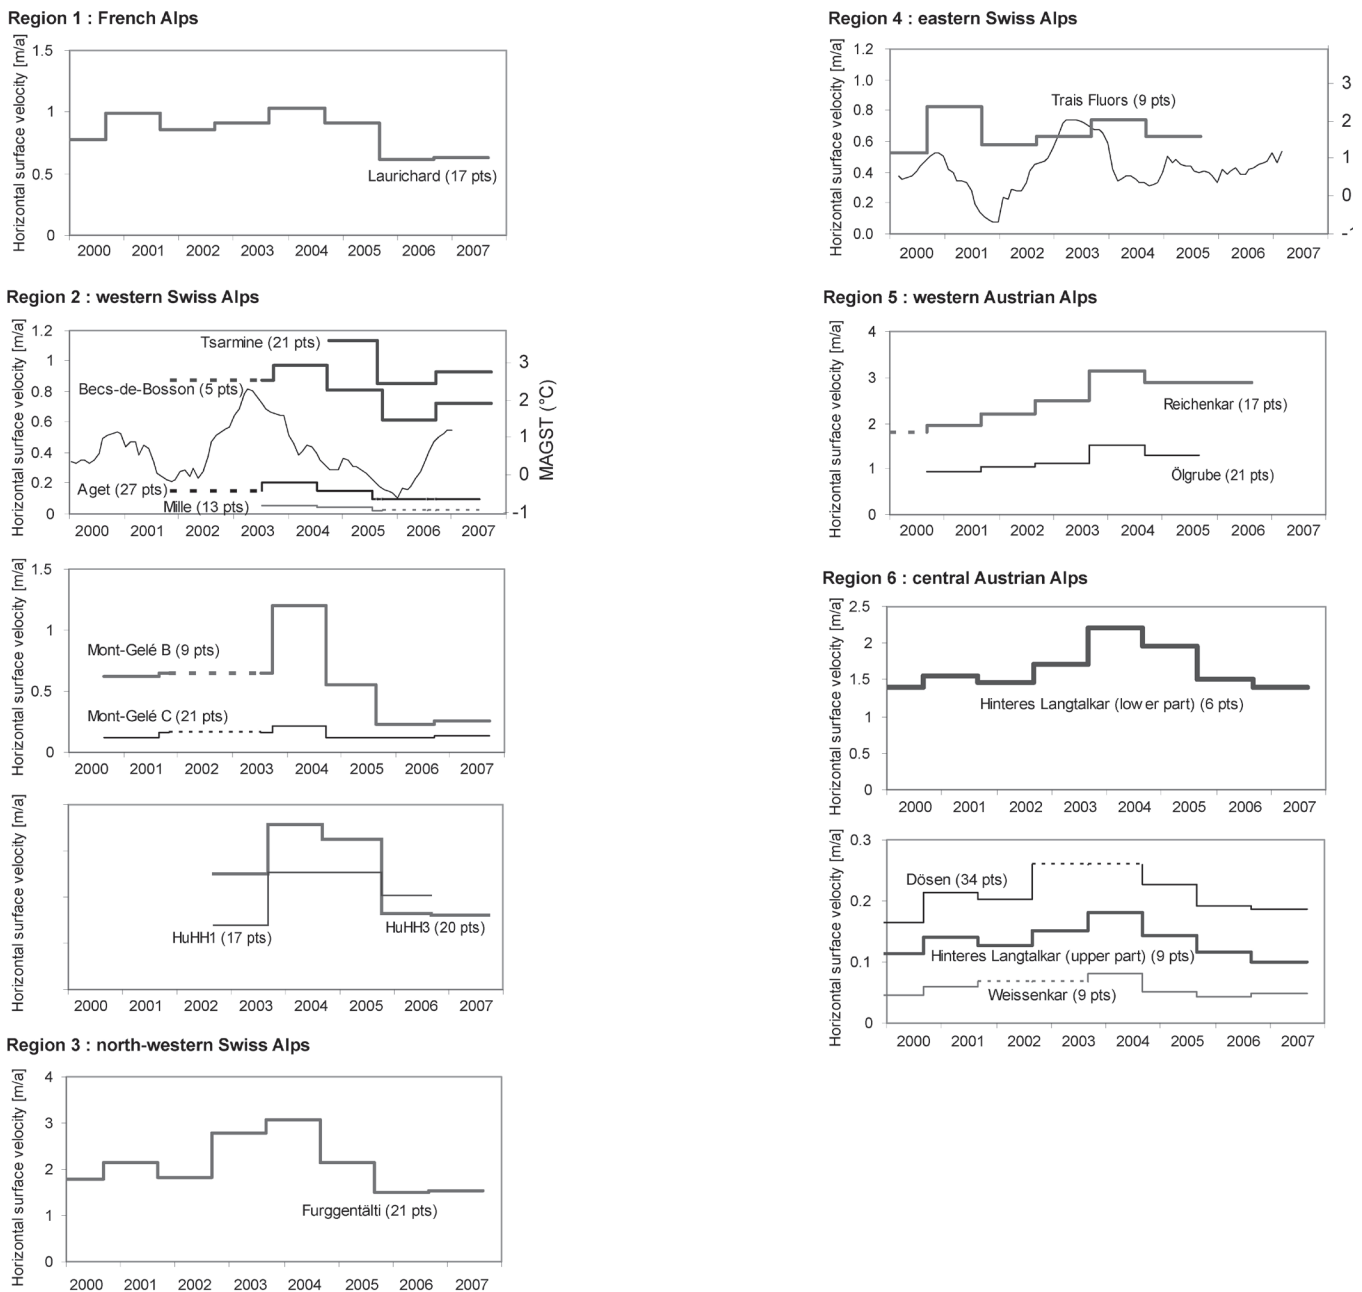 Region 1 : French Alps
Horizontal surface velocity [m/a]
1.5
1
0.5
0
Laurichard (17 pts)
2000 2001 2002 2003 2004 2005 2006 2007
Region 2 : western Swiss Alps
Horizontal surface velocity [m/a]
1.2
1
0.8
0.6
0.4
0.2
0
Tsarmine (21 pts)
Becs-de-Bosson (5 pts)
Aget (27 pts)
Mille (13 pts)
3
2
1
0
-1
MAGST (°C)
2000 2001 2002 2003 2004 2005 2006 2007
Horizontal surface velocity [m/a]
1.5
1
0.5
0
Mont-Gelé B (9 pts)
Mont-Gelé C (21 pts)
2000 2001 2002 2003 2004 2005 2006 2007
Horizontal surface velocity [m/a]
HuHH1 (17 pts)
HuHH3 (20 pts)
2000 2001 2002 2003 2004 2005 2006 2007
Region 3 : north-western Swiss Alps
Horizontal surface velocity [m/a]
4
3
2
1
0
Furggentälti (21 pts)
2000 2001 2002 2003 2004 2005 2006 2007
Region 4 : eastern Swiss Alps
Horizontal surface velocity [m/a]
1.2
1.0
0.8
0.6
0.4
0.2
0.0
Trais Fluors (9 pts)
3
2
1
0
-1
2000 2001 2002 2003 2004 2005 2006 2007
Region 5 : western Austrian Alps
Horizontal surface velocity [m/a]
4
3
2
1
0
Reichenkar (17 pts)
Ölgrube (21 pts)
2000 2001 2002 2003 2004 2005 2006 2007
Region 6 : central Austrian Alps
Horizontal surface velocity [m/a]
2.5
2
1.5
1
0.5
0
Hinteres Langtalkar (lower part) (6 pts)
2000 2001 2002 2003 2004 2005 2006 2007
Horizontal surface velocity [m/a]
0.3
0.2
0.1
0
Dösen (34 pts)
Hinteres Langtalkar (upper part) (9 pts)
Weissenkar (9 pts)
2000 2001 2002 2003 2004 2005 2006 2007